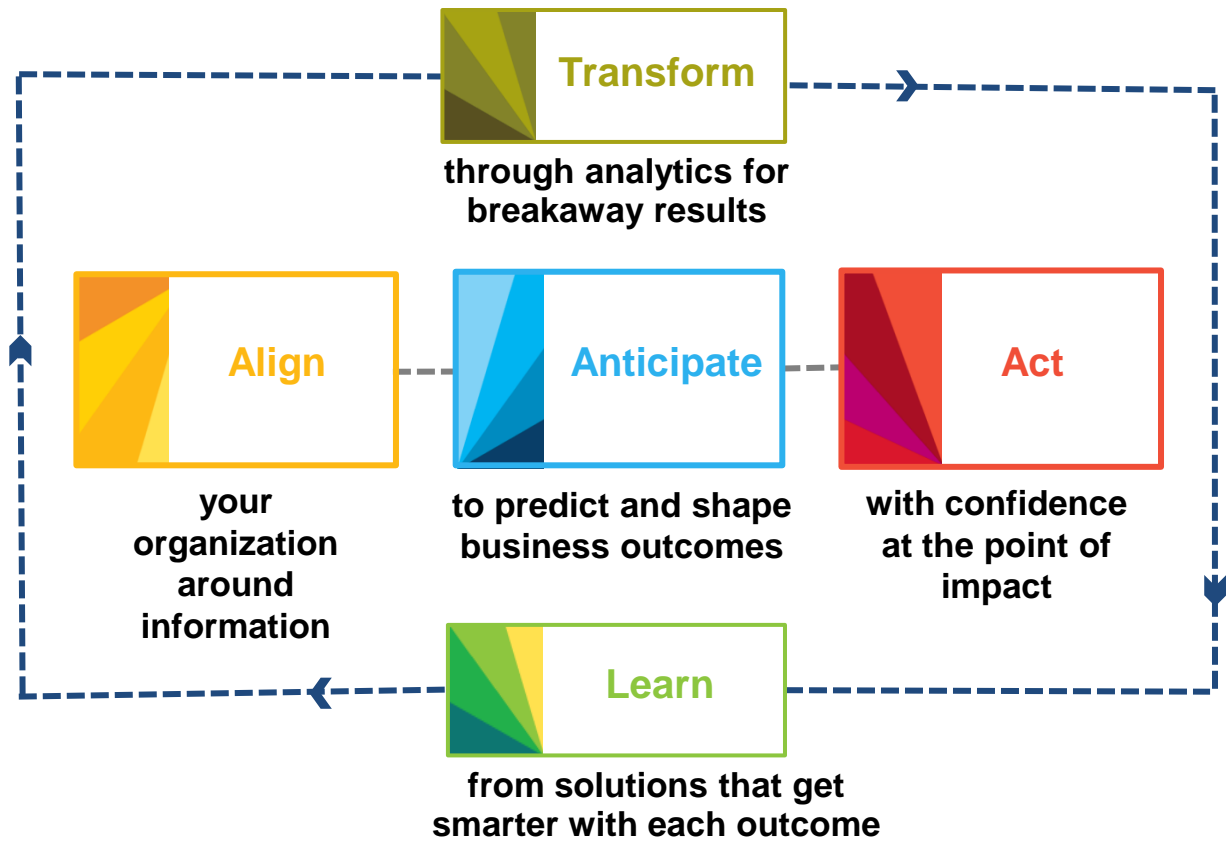 Transform
through analytics for
breakaway results
Align
your
organization
around
information
Anticipate
to predict and shape
business outcomes
Act
with confidence
at the point of
impact
Learn
from solutions that get
smarter with each outcome